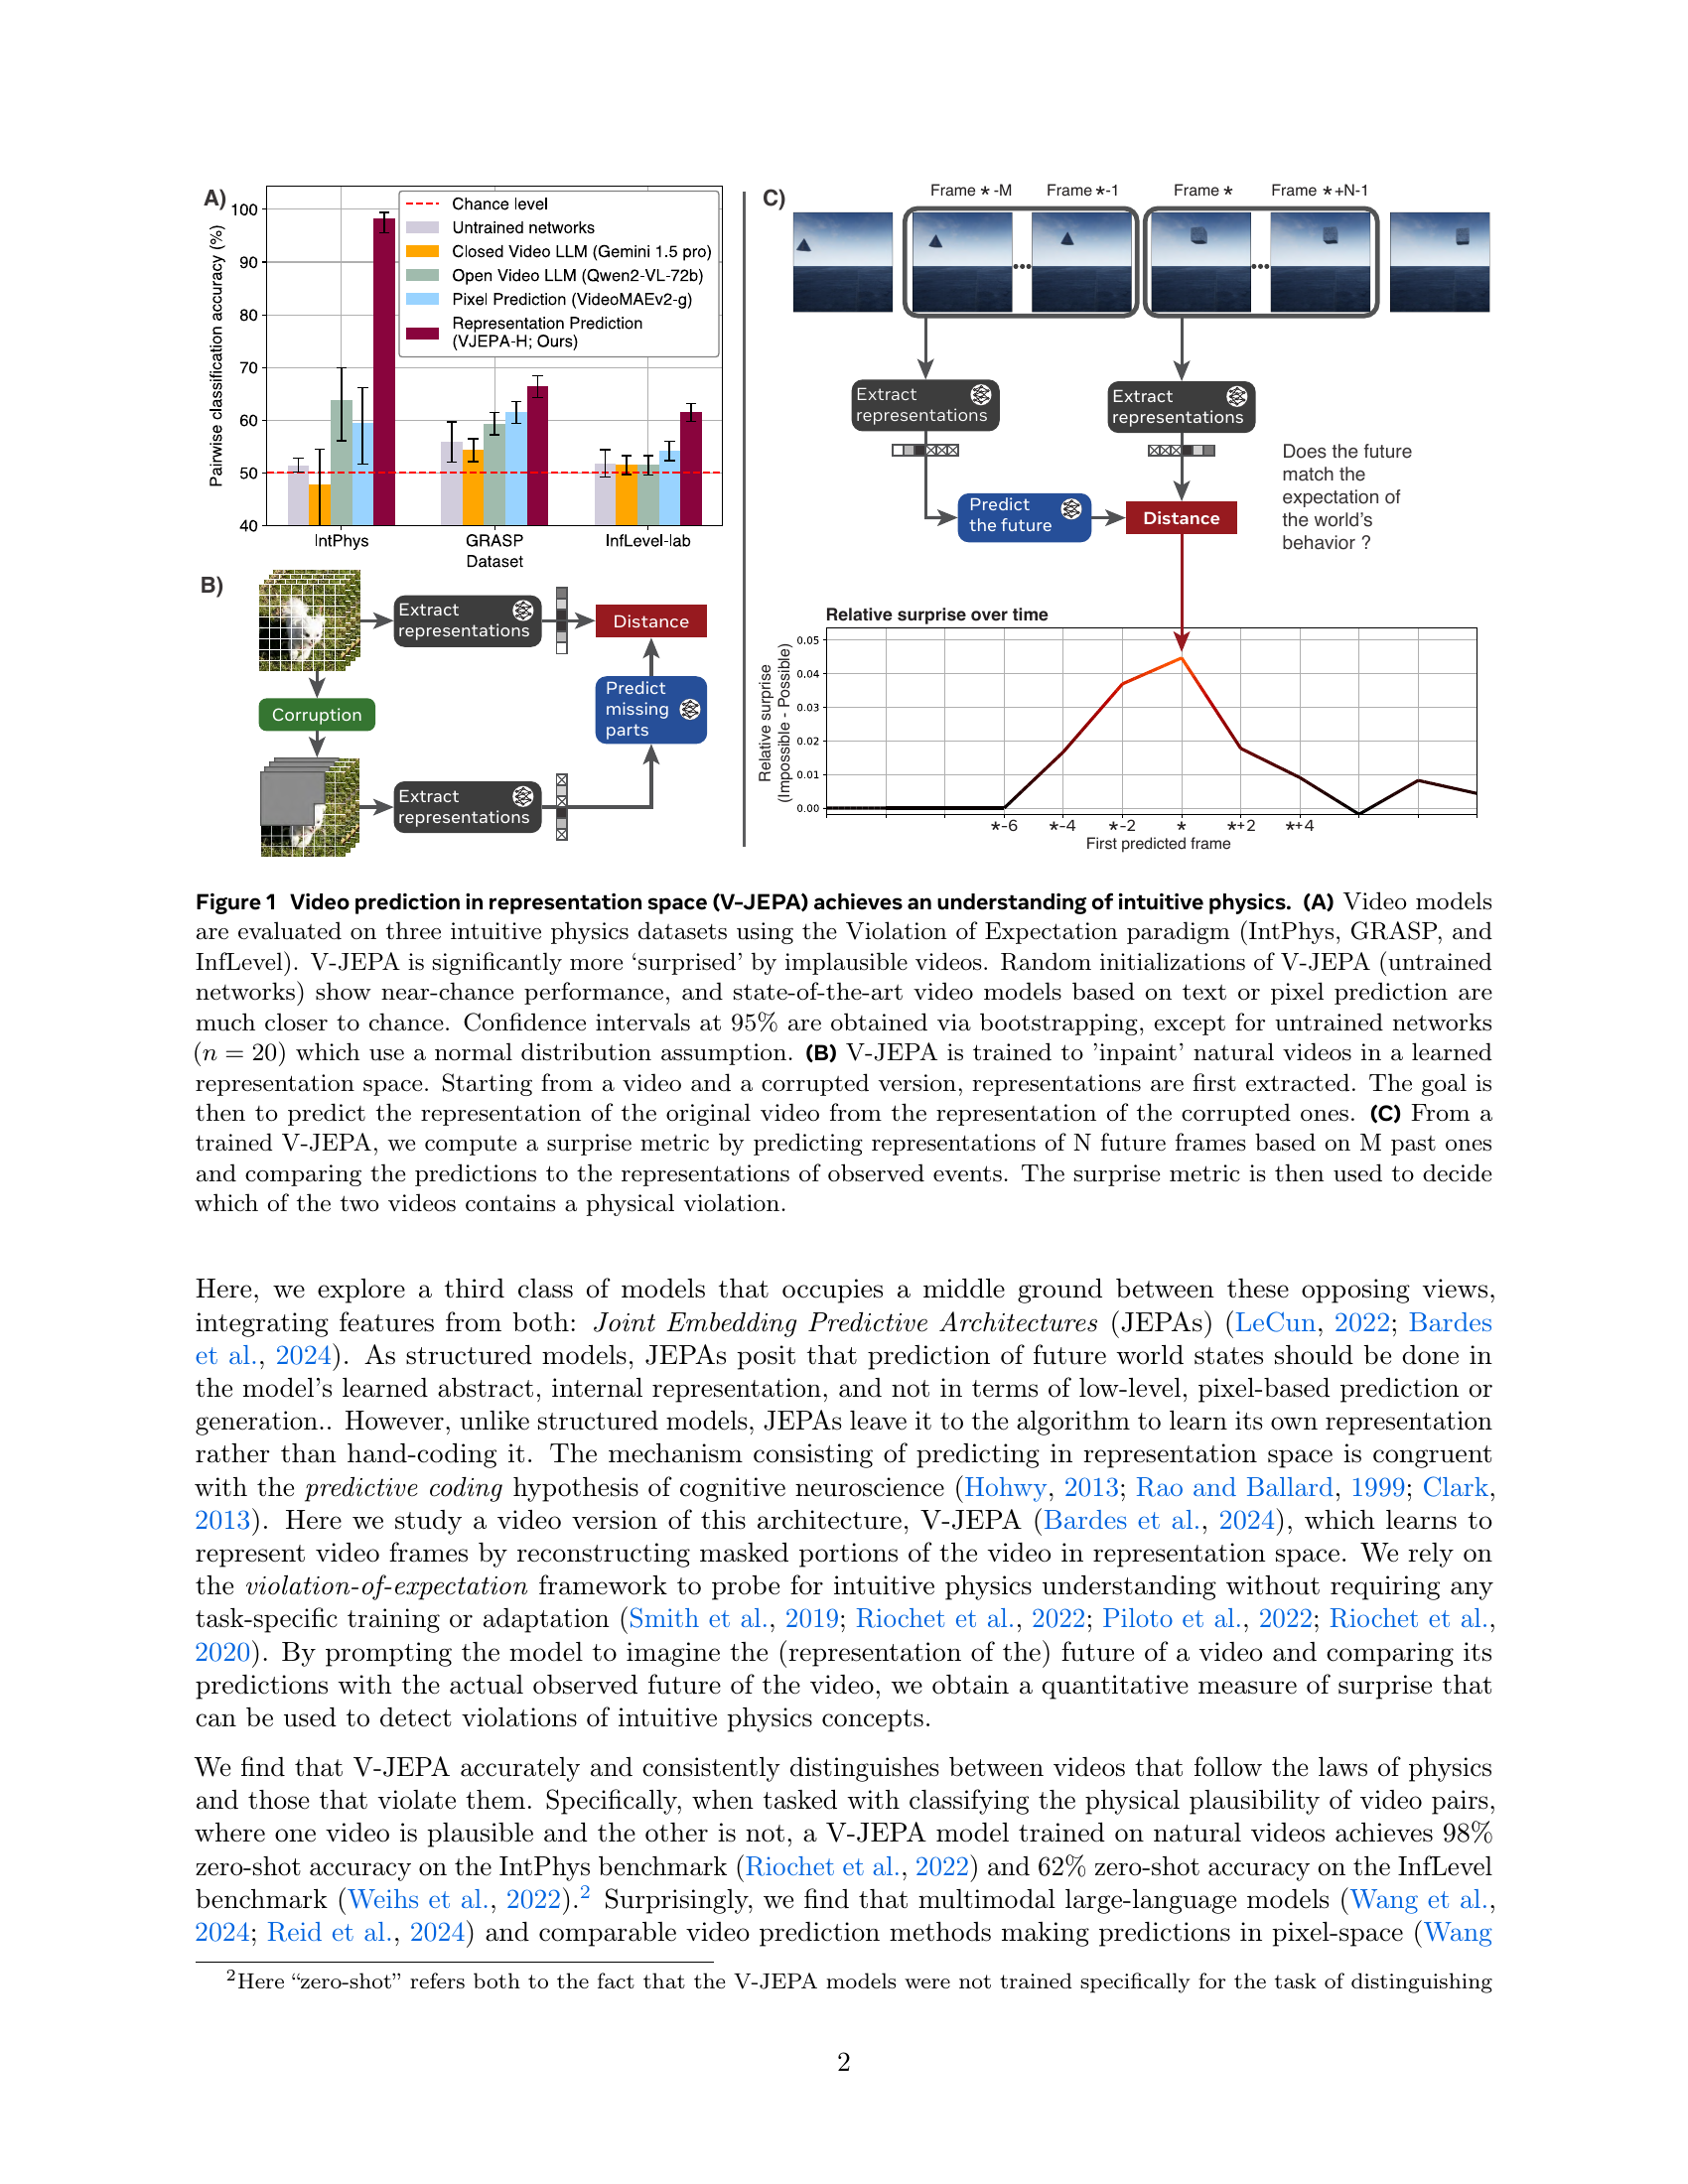 A)
Pairwise classification accuracy (%)
100
90
80
70
60
50
40
Chance level
Untrained networks
Closed Video LLM (Gemini 1.5 pro)
Open Video LLM (Qwen2-VL-72b)
Pixel Prediction (VideoMAEv2-g)
Representation Prediction
(VJEPA-H; Ours)
IntPhys
GRASP
InfLevel-lab
Dataset
B)
Extract
representations
Distance
Corruption
Predict
missing
parts
Extract
representations
C)
Frame *-M
Frame *-1
Frame *
Frame *+N-1
Extract
representations
Extract
representations
Predict
the future
Distance
Does the future
match the
expectation of
the world's
behavior ?
Relative surprise over time
Relative surprise
(Impossible - Possible)
0.05
0.04
0.03
0.02
0.01
0.00
*-6
*-4
*-2
*
*+2
*+4
First predicted frame
Figure 1 Video prediction in representation space (V-JEPA) achieves an understanding of intuitive physics. (A) Video models
are evaluated on three intuitive physics datasets using the Violation of Expectation paradigm (IntPhys, GRASP, and
InfLevel). V-JEPA is significantly more ‘surprised’ by implausible videos. Random initializations of V-JEPA (untrained
networks) show near-chance performance, and state-of-the-art video models based on text or pixel prediction are
much closer to chance. Confidence intervals at 95% are obtained via bootstrapping, except for untrained networks
(n = 20) which use a normal distribution assumption. (B) V-JEPA is trained to ’inpaint’ natural videos in a learned
representation space. Starting from a video and a corrupted version, representations are first extracted. The goal is
then to predict the representation of the original video from the representation of the corrupted ones. (C) From a
trained V-JEPA, we compute a surprise metric by predicting representations of N future frames based on M past ones
and comparing the predictions to the representations of observed events. The surprise metric is then used to decide
which of the two videos contains a physical violation.
Here, we explore a third class of models that occupies a middle ground between these opposing views,
integrating features from both: Joint Embedding Predictive Architectures (JEPAs) (LeCun, 2022; Bardes
et al., 2024). As structured models, JEPAs posit that prediction of future world states should be done in
the model’s learned abstract, internal representation, and not in terms of low-level, pixel-based prediction or
generation.. However, unlike structured models, JEPAs leave it to the algorithm to learn its own representation
rather than hand-coding it. The mechanism consisting of predicting in representation space is congruent
with the predictive coding hypothesis of cognitive neuroscience (Hohwy, 2013; Rao and Ballard, 1999; Clark,
2013). Here we study a video version of this architecture, V-JEPA (Bardes et al., 2024), which learns to
represent video frames by reconstructing masked portions of the video in representation space. We rely on
the violation-of-expectation framework to probe for intuitive physics understanding without requiring any
task-specific training or adaptation (Smith et al., 2019; Riochet et al., 2022; Piloto et al., 2022; Riochet et al.,
2020). By prompting the model to imagine the (representation of the) future of a video and comparing its
predictions with the actual observed future of the video, we obtain a quantitative measure of surprise that
can be used to detect violations of intuitive physics concepts.
We find that V-JEPA accurately and consistently distinguishes between videos that follow the laws of physics
and those that violate them. Specifically, when tasked with classifying the physical plausibility of video pairs,
where one video is plausible and the other is not, a V-JEPA model trained on natural videos achieves 98%
zero-shot accuracy on the IntPhys benchmark (Riochet et al., 2022) and 62% zero-shot accuracy on the InfLevel
benchmark (Weihs et al., 2022).2 Surprisingly, we find that multimodal large-language models (Wang et al.,
2024; Reid et al., 2024) and comparable video prediction methods making predictions in pixel-space (Wang
2Here “zero-shot” refers both to the fact that the V-JEPA models were not trained specifically for the task of distinguishing
2